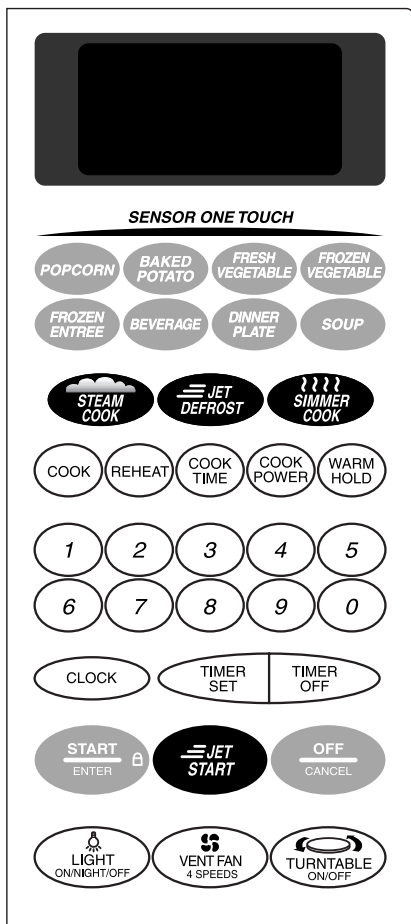 SENSOR ONE TOUCH
POPCORN
BAKED
POTATO
FRESH
VEGETABLE
FROZEN
VEGETABLE
FROZEN
ENTREE
BEVERAGE
DINNER
PLATE
SOUP
STEAM
COOK
JET
DEFROST
SIMMER
COOK
COOK
REHEAT
COOK
TIME
COOK
POWER
WARM
HOLD
1
2
3
4
5
6
7
8
9
0
CLOCK
TIMER
SET
TIMER
OFF
START
ENTER
JET
START
OFF
CANCEL
LIGHT
ON/NIGHT/OFF
VENT FAN
4 SPEEDS
TURNTABLE
ON/OFF